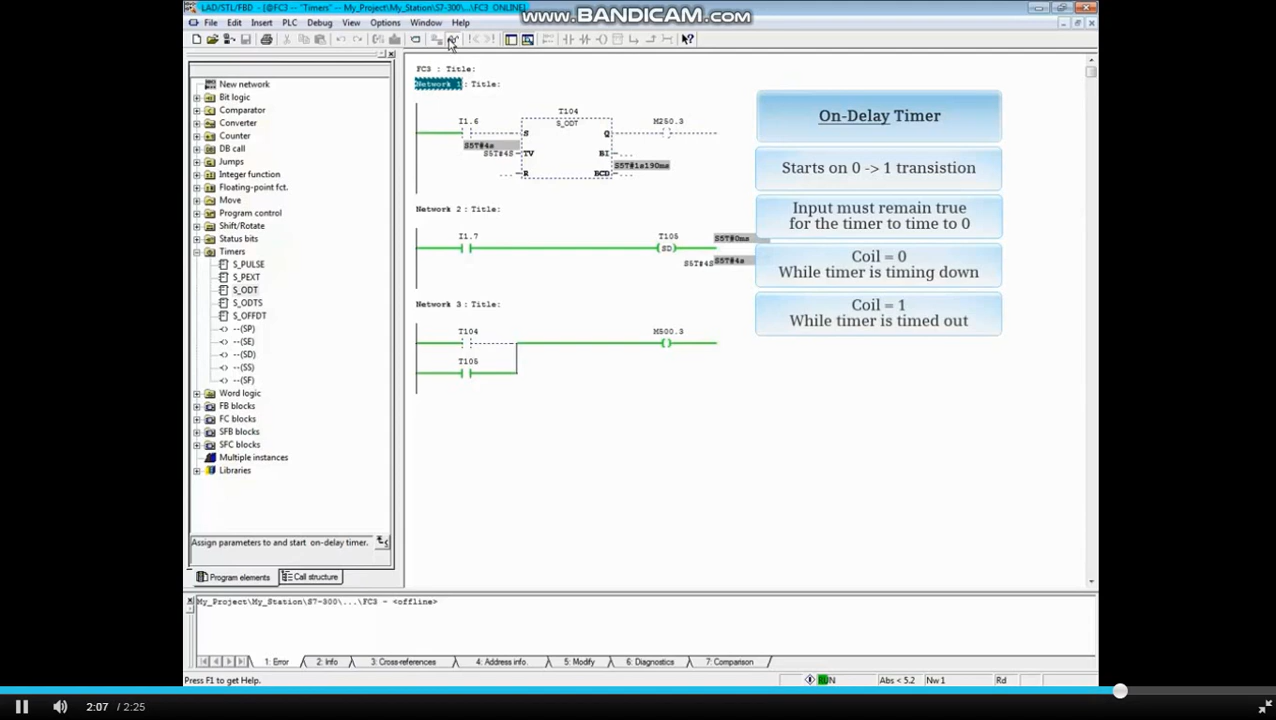 www.BANDICAM.com
LAD/STL/FBD - [@FC3 -- "Timers" -- My_Project\My_Station\S7-300\...\FC3 ONLINE]
File Edit Insert PLC Debug View Options Window Help
New network
Bit logic
Comparator
Converter
Counter
DB call
Jumps
Integer function
Floating-point fct.
Move
Program control
Shift/Rotate
Status bits
Timers
S_PULSE
S_PEXT
S_ODT
S_ODTS
S_OFFDT
--(SP)
--(SE)
--(SD)
--(SS)
--(SF)
Word logic
FB blocks
FC blocks
SFB blocks
SFC blocks
Multiple instances
Libraries
Assign parameters to and start on-delay timer.
Program elements Call structure
FC3 : Title:
Network 1 : Title:
T104
I1.6 S_ODT M250.3
S Q
S5T#4s
S5T#4S TV BI ...
S5T#1s190ms
... R BCD ...
Network 2 : Title:
I1.7 T105 S5T#0ms
(SD)
S5T#4S S5T#4s
Network 3 : Title:
T104 M500.3
T105
On-Delay Timer
Starts on 0 -> 1 transistion
Input must remain true
for the timer to time to 0
Coil = 0
While timer is timing down
Coil = 1
While timer is timed out
My_Project\My_Station\S7-300\...\FC3 - <offline>
1: Error 2: Info 3: Cross-references 4: Address info. 5: Modify 6: Diagnostics 7: Comparison
Press F1 to get Help. RUN Abs < 5.2 Nw 1 Rd
2:07 / 2:25